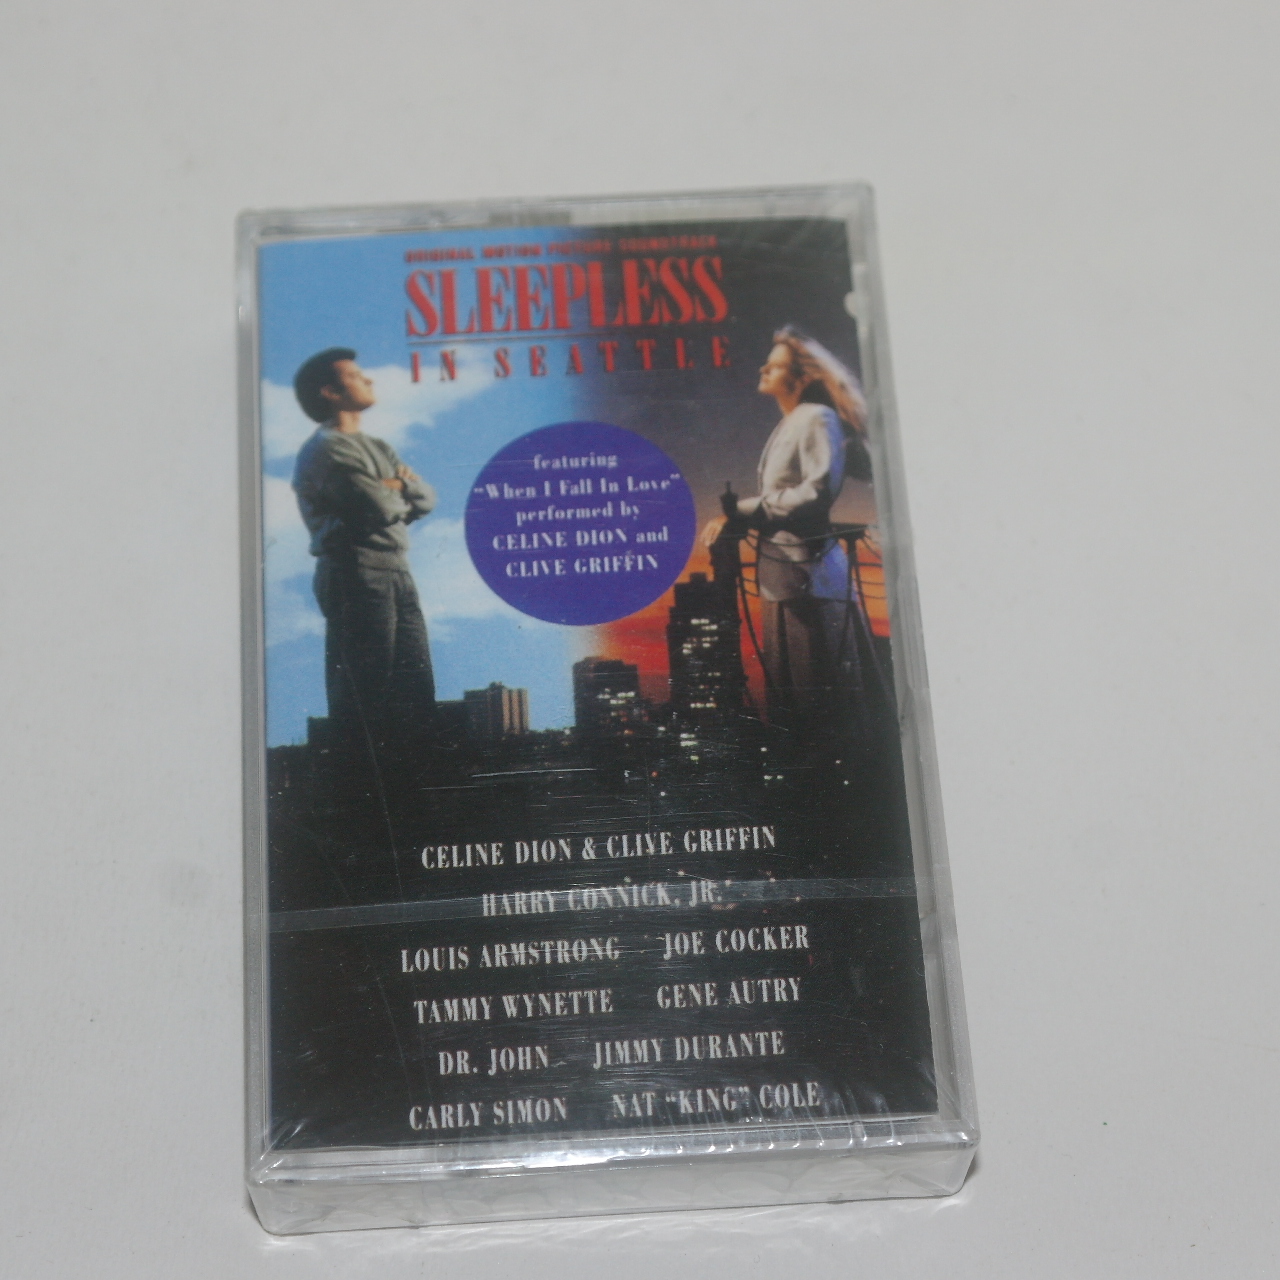 ORIGINAL MOTION PICTURE SOUNDTRACK
SLEEPLESS
IN SEATTLE
featuring
"When I Fall In Love"
performed by
CELINE DION and
CLIVE GRIFFIN
CELINE DION & CLIVE GRIFFIN
HARRY CONNICK, JR.
LOUIS ARMSTRONG JOE COCKER
TAMMY WYNETTE GENE AUTRY
DR. JOHN JIMMY DURANTE
CARLY SIMON NAT "KING" COLE